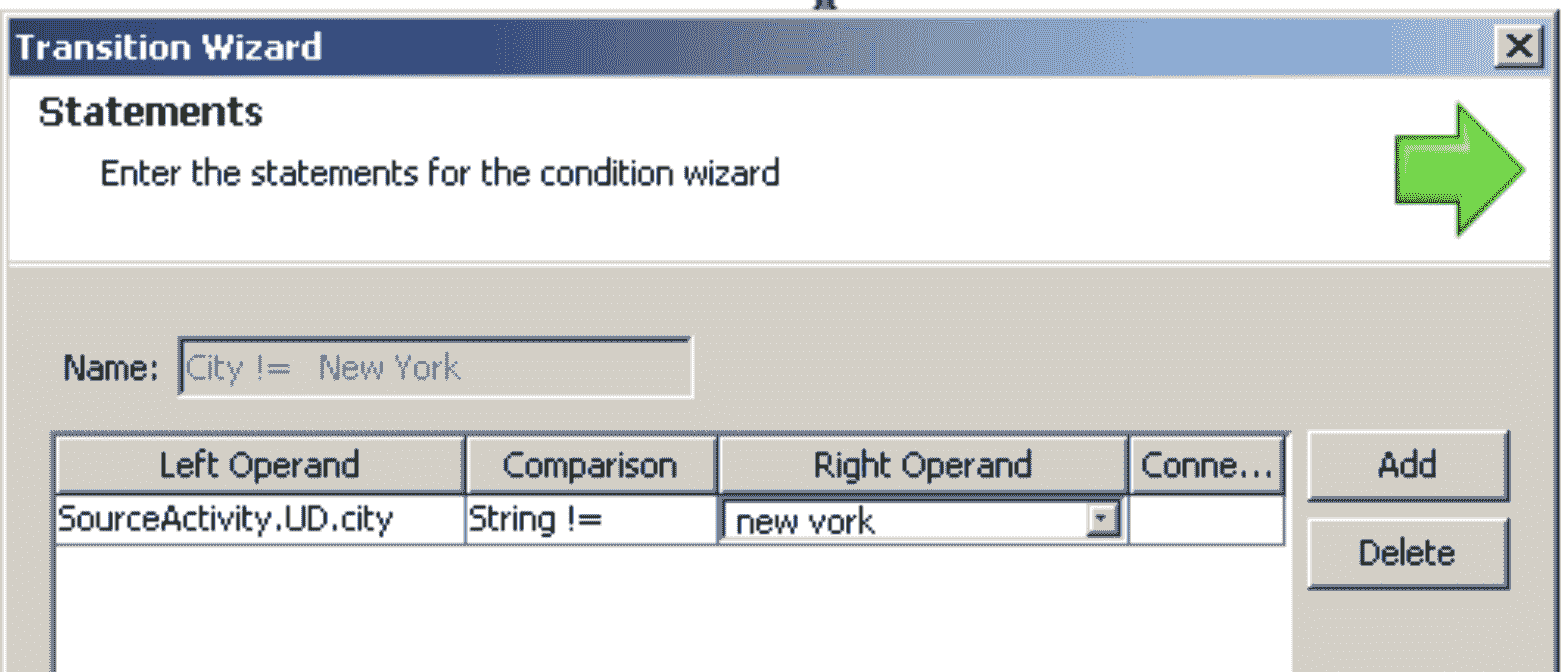 Transition Wizard
Statements
Enter the statements for the condition wizard
Name: City != New York
Left Operand Comparison Right Operand Conne... Add
SourceActivity.UD.city String != new york
Delete